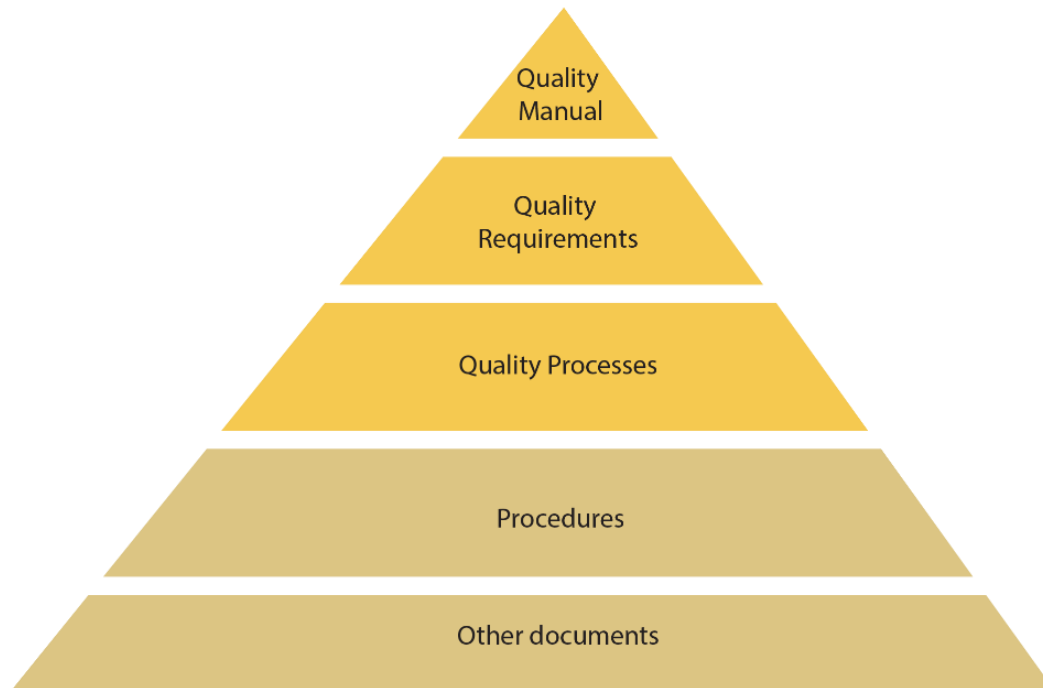 Quality
Manual
Quality
Requirements
Quality Processes
Procedures
Other documents